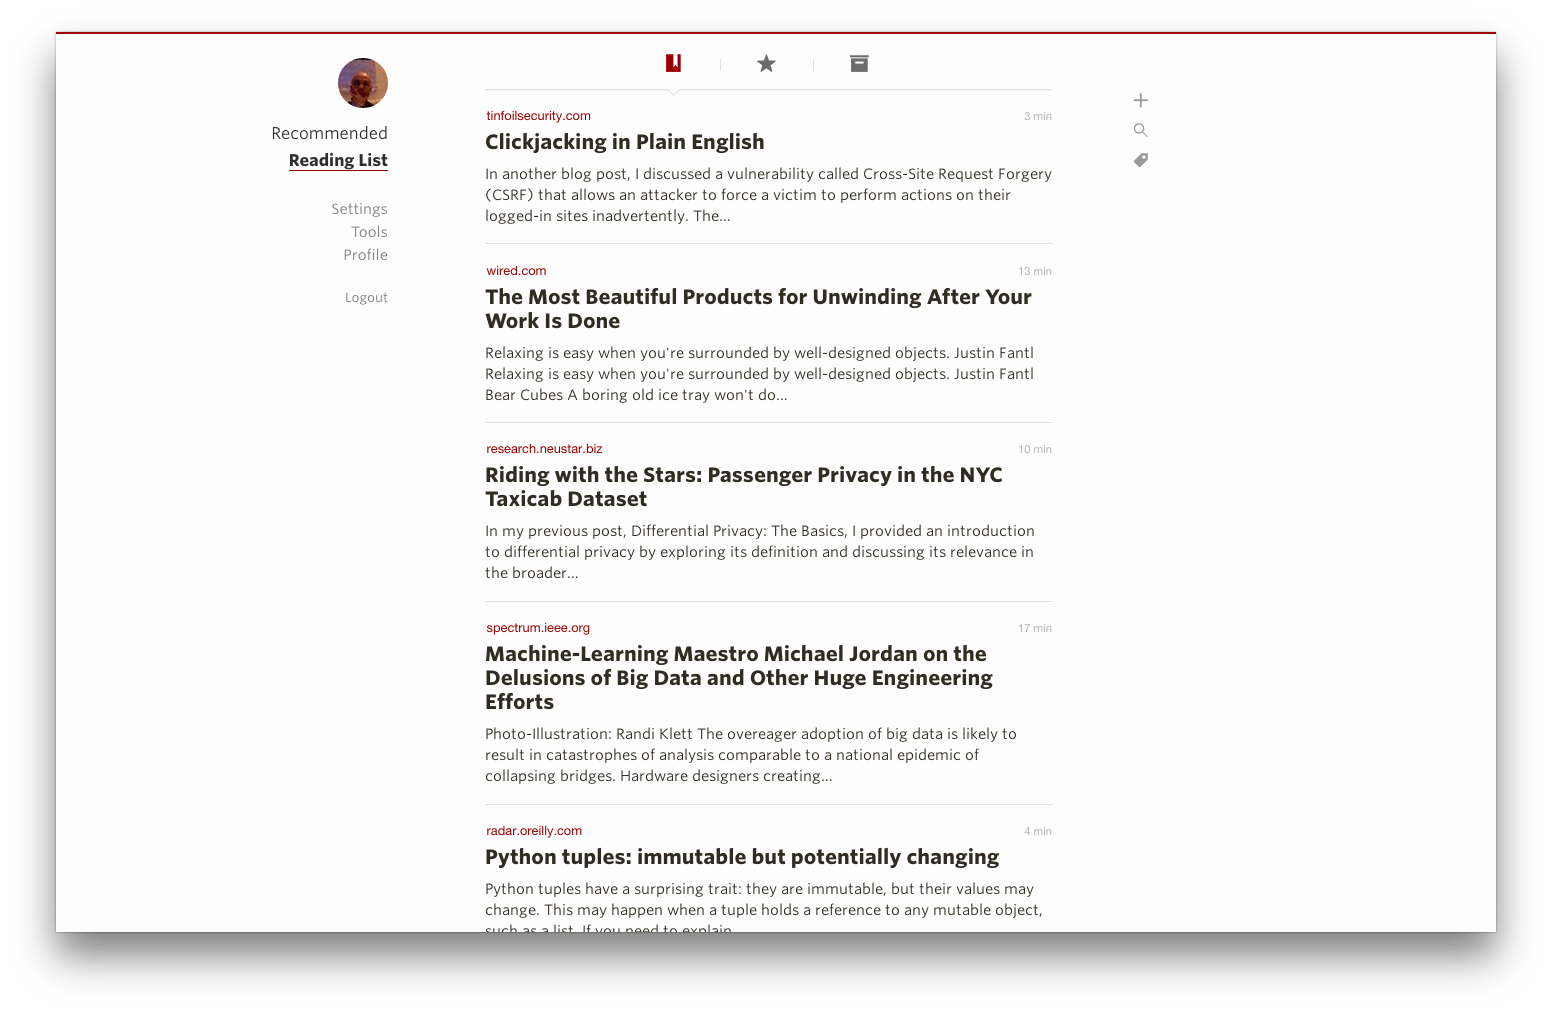 Recommended
Reading List
Settings
Tools
Profile
Logout
tinfoilsecurity.com 3 min
Clickjacking in Plain English
In another blog post, I discussed a vulnerability called Cross-Site Request Forgery
(CSRF) that allows an attacker to force a victim to perform actions on their
logged-in sites inadvertently. The...
wired.com 13 min
The Most Beautiful Products for Unwinding After Your
Work Is Done
Relaxing is easy when you're surrounded by well-designed objects. Justin Fantl
Relaxing is easy when you're surrounded by well-designed objects. Justin Fantl
Bear Cubes A boring old ice tray won't do...
research.neustar.biz 10 min
Riding with the Stars: Passenger Privacy in the NYC
Taxicab Dataset
In my previous post, Differential Privacy: The Basics, I provided an introduction
to differential privacy by exploring its definition and discussing its relevance in
the broader...
spectrum.ieee.org 17 min
Machine-Learning Maestro Michael Jordan on the
Delusions of Big Data and Other Huge Engineering
Efforts
Photo-Illustration: Randi Klett The overeager adoption of big data is likely to
result in catastrophes of analysis comparable to a national epidemic of
collapsing bridges. Hardware designers creating...
radar.oreilly.com 4 min
Python tuples: immutable but potentially changing
Python tuples have a surprising trait: they are immutable, but their values may
change. This may happen when a tuple holds a reference to any mutable object,
such as a list. If you need to explain